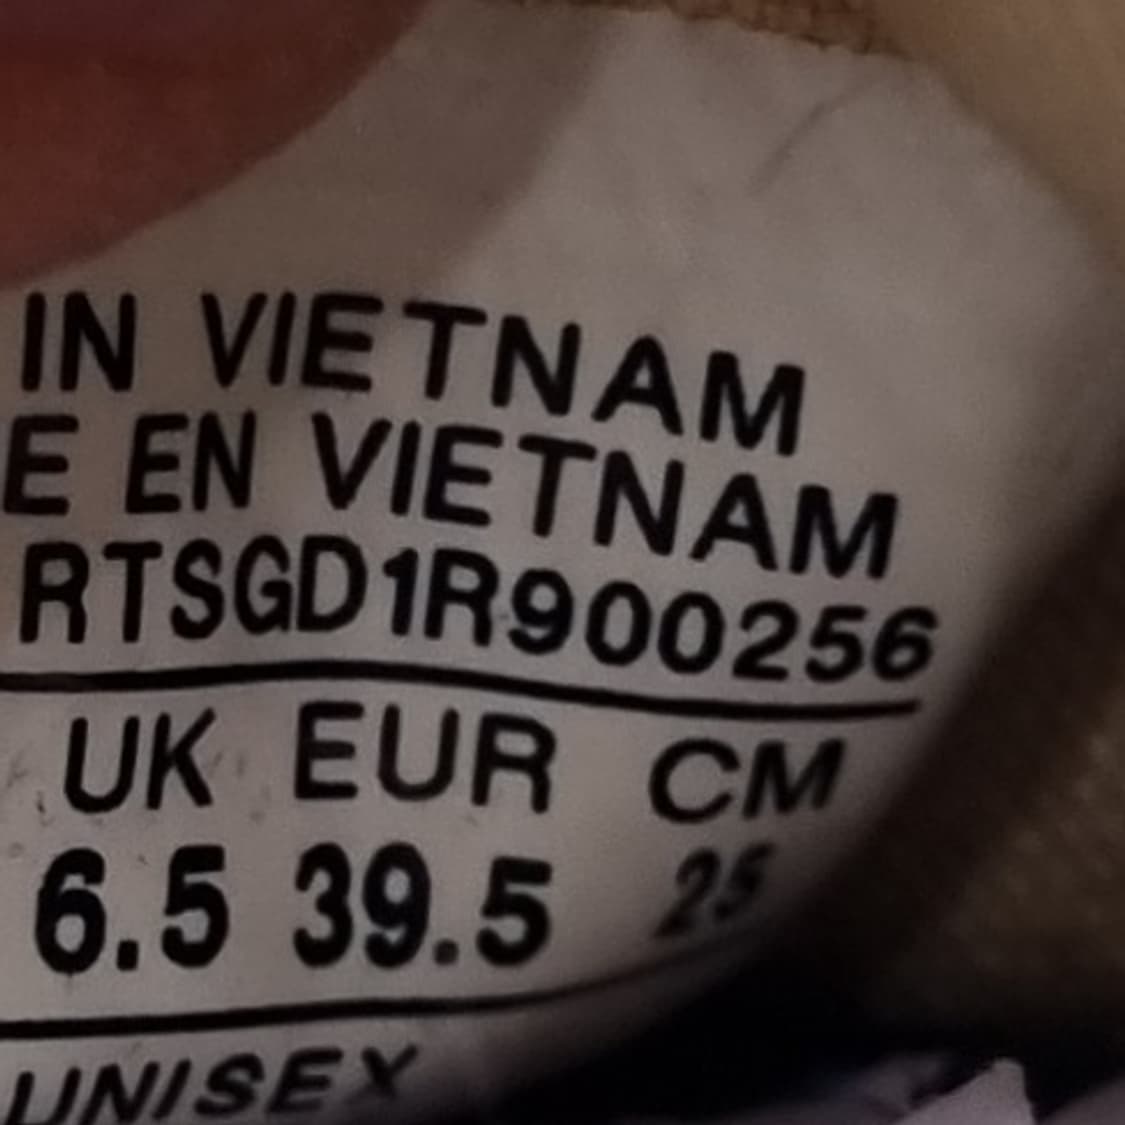 IN VIETNAM
E EN VIETNAM
RTSGD1R900256
UK EUR CM
6.5 39.5 25
UNISEX